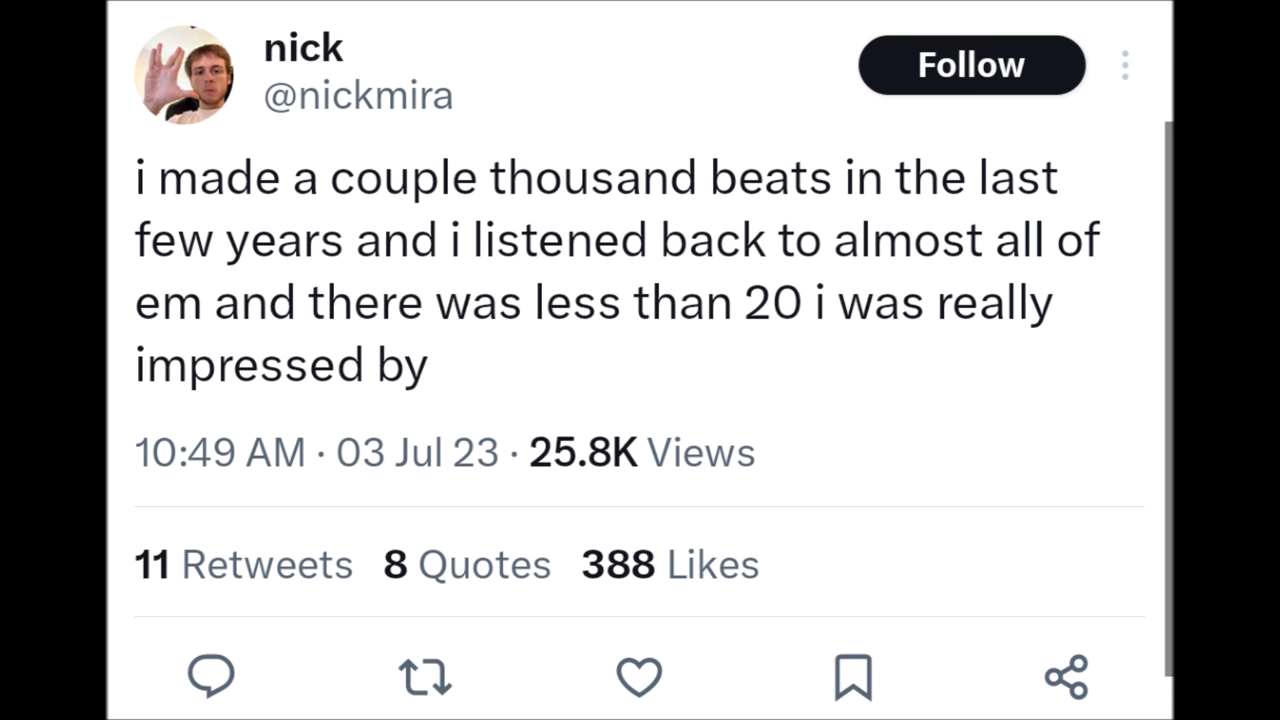 nick
Follow
@nickmira
i made a couple thousand beats in the last
few years and i listened back to almost all of
em and there was less than 20 i was really
impressed by
10:49 AM · 03 Jul 23 · 25.8K Views
11 Retweets 8 Quotes 388 Likes